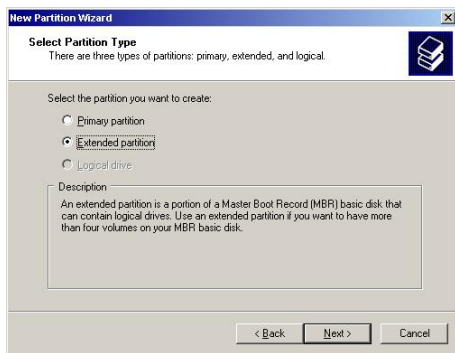 New Partition Wizard
Select Partition Type
There are three types of partitions: primary, extended, and logical.
Select the partition you want to create:
Primary partition
Extended partition
Logical drive
Description
An extended partition is a portion of a Master Boot Record (MBR) basic disk that
can contain logical drives. Use an extended partition if you want to have more
than four volumes on your MBR basic disk.
< Back Next > Cancel